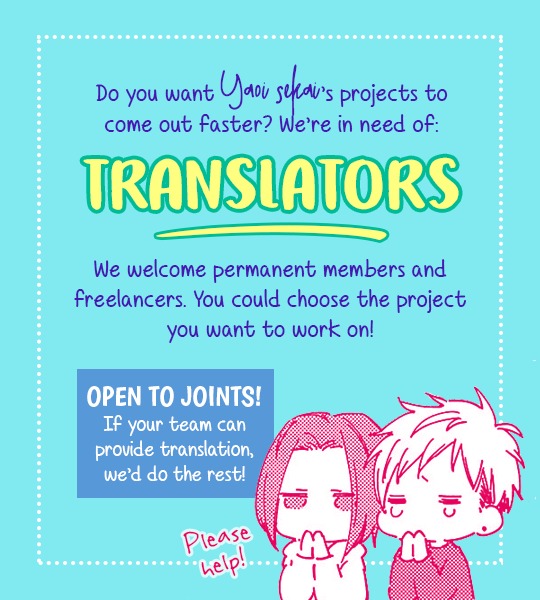 Do you want Yaoi sekai's projects to
come out faster? We're in need of:
TRANSLATORS
We welcome permanent members and
freelancers. You could choose the project
you want to work on!
OPEN TO JOINTS!
If your team can
provide translation,
we'd do the rest!
Please
help!